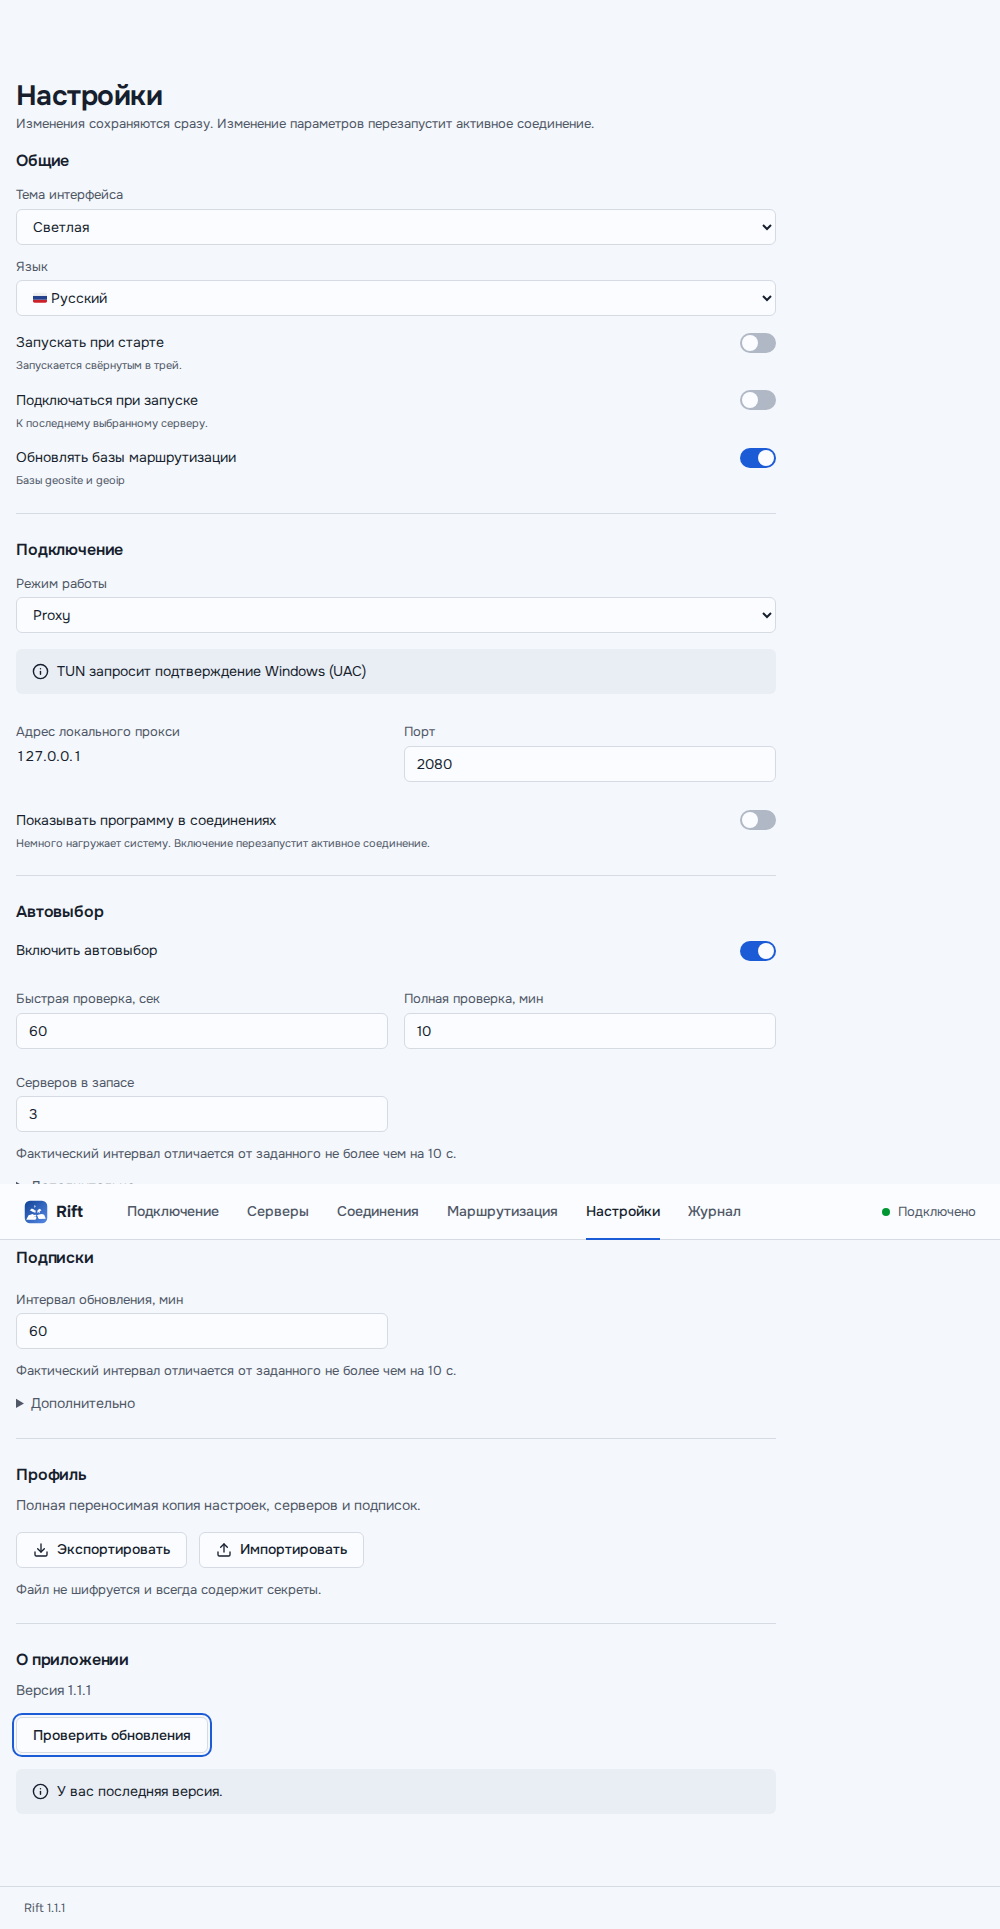 Настройки
Изменения сохраняются сразу. Изменение параметров перезапустит активное соединение.
Общие
Тема интерфейса
Светлая
Язык
Русский
Запускать при старте
Запускается свёрнутым в трей.
Подключаться при запуске
К последнему выбранному серверу.
Обновлять базы маршрутизации
Базы geosite и geoip
Подключение
Режим работы
Proxy
TUN запросит подтверждение Windows (UAC)
Адрес локального прокси
Порт
127.0.0.1
2080
Показывать программу в соединениях
Немного нагружает систему. Включение перезапустит активное соединение.
Автовыбор
Включить автовыбор
Быстрая проверка, сек
Полная проверка, мин
60
10
Серверов в запасе
3
Фактический интервал отличается от заданного не более чем на 10 с.
Rift
Подключение
Серверы
Соединения
Маршрутизация
Настройки
Журнал
Подключено
Подписки
Интервал обновления, мин
60
Фактический интервал отличается от заданного не более чем на 10 с.
Дополнительно
Профиль
Полная переносимая копия настроек, серверов и подписок.
Экспортировать
Импортировать
Файл не шифруется и всегда содержит секреты.
О приложении
Версия 1.1.1
Проверить обновления
У вас последняя версия.
Rift 1.1.1